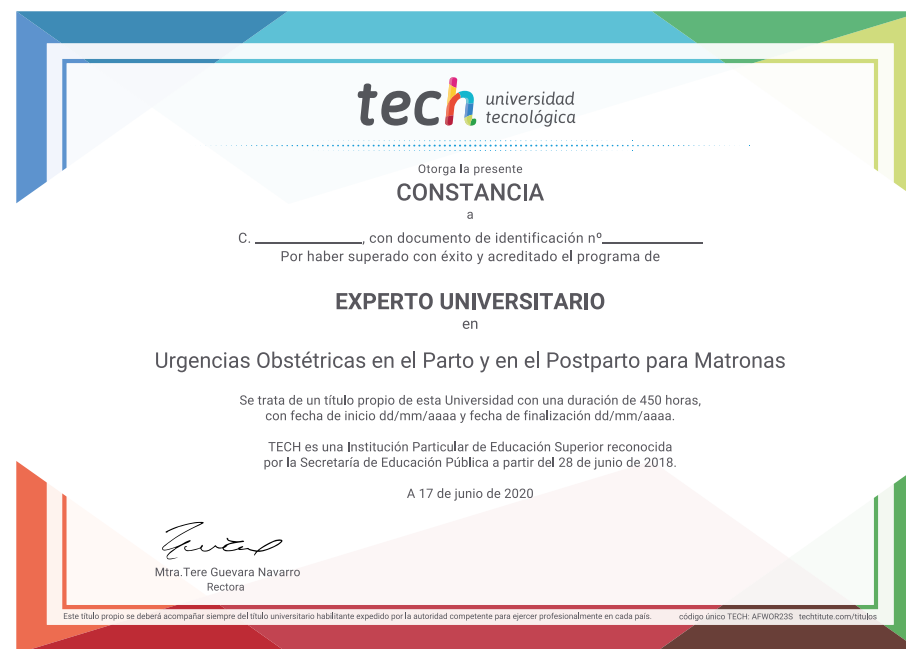 tech universidad
tecnológica
Otorga la presente
CONSTANCIA
a
C. ____________, con documento de identificación nº____________
Por haber superado con éxito y acreditado el programa de
EXPERTO UNIVERSITARIO
en
Urgencias Obstétricas en el Parto y en el Postparto para Matronas
Se trata de un título propio de esta Universidad con una duración de 450 horas,
con fecha de inicio dd/mm/aaaa y fecha de finalización dd/mm/aaaa.
TECH es una Institución Particular de Educación Superior reconocida
por la Secretaría de Educación Pública a partir del 28 de junio de 2018.
A 17 de junio de 2020
Mtra.Tere Guevara Navarro
Rectora
Este título propio se deberá acompañar siempre del título universitario habilitante expedido por la autoridad competente para ejercer profesionalmente en cada país. código único TECH: AFWOR23S techtitute.com/titulos